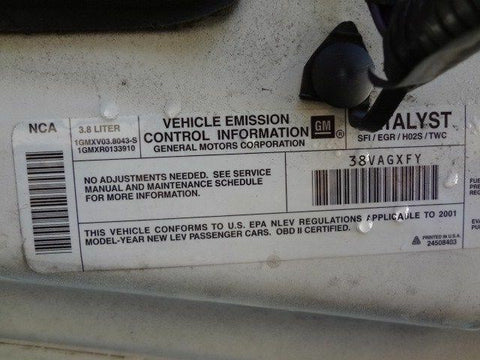 NCA
3.8 LITER
1GMXV03.8043-S
1GMXR0133910
VEHICLE EMISSION
CONTROL INFORMATION
GENERAL MOTORS CORPORATION
GM
SFI / EGR / HO2S / TWC
NO ADJUSTMENTS NEEDED. SEE SERVICE
MANUAL AND MAINTENANCE SCHEDULE
FOR MORE INFORMATION.
38VAGXFY
THIS VEHICLE CONFORMS TO U.S. EPA NLEV REGULATIONS APPLICABLE TO 2001
MODEL-YEAR NEW LEV PASSENGER CARS. OBD II CERTIFIED.
PRINTED IN U.S.A.
24508403